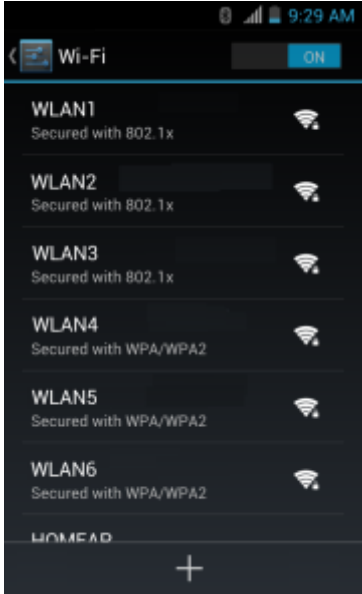 9:29 AM
Wi-Fi
ON
WLAN1
Secured with 802.1x
WLAN2
Secured with 802.1x
WLAN3
Secured with 802.1x
WLAN4
Secured with WPA/WPA2
WLAN5
Secured with WPA/WPA2
WLAN6
Secured with WPA/WPA2
HOMEAP